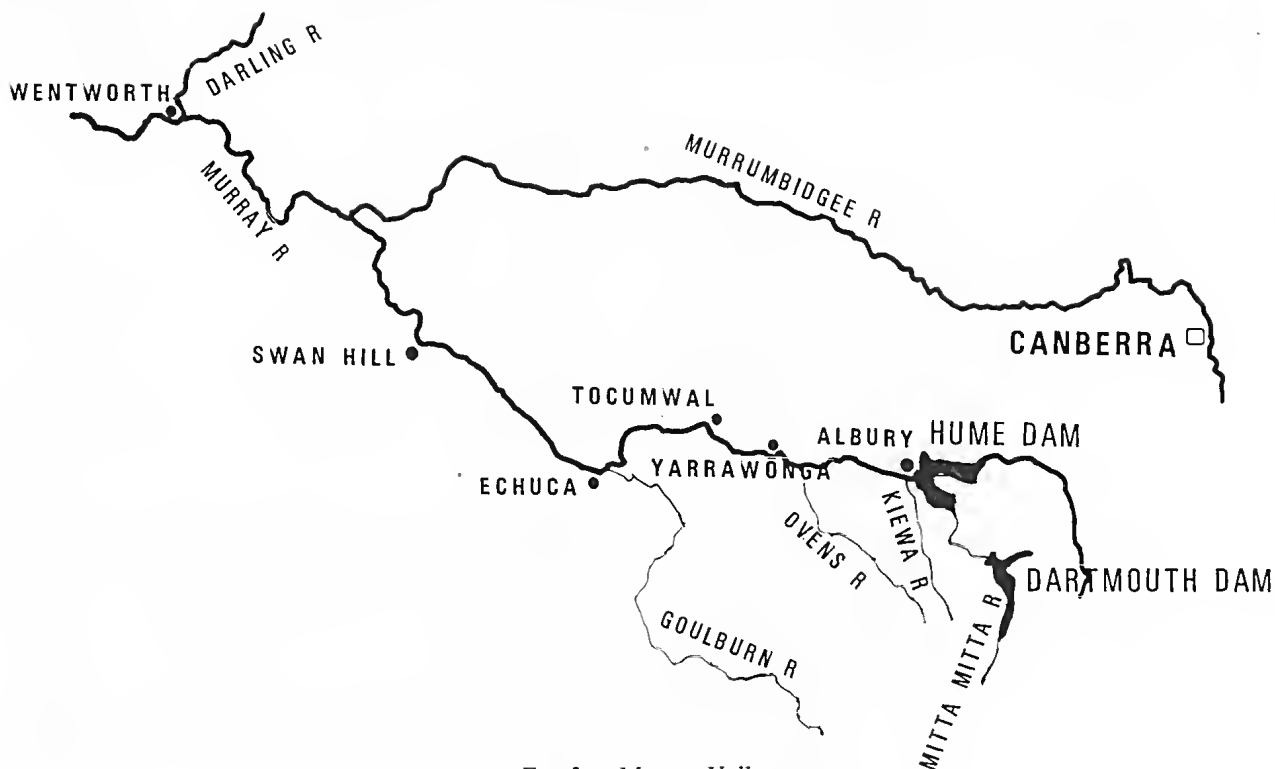 DARLING R
WENTWORTH
MURRAY R
MURRUMBIDGEE R
CANBERRA
SWAN HILL
TOCUMWAL
ALBURY
HUME DAM
YARRAWONGA
ECHUCA
KIEWA R
OVENS R
DARTMOUTH DAM
GOULBURN R
MITTA MITTA R